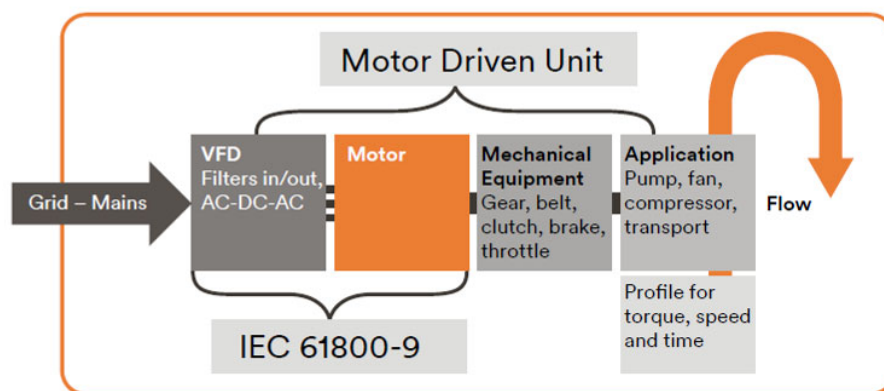 Motor Driven Unit
Grid – Mains
VFD
Filters in/out,
AC-DC-AC
Motor
Mechanical
Equipment
Gear, belt,
clutch, brake,
throttle
Application
Pump, fan,
compressor,
transport
Flow
Profile for
torque, speed
and time
IEC 61800-9